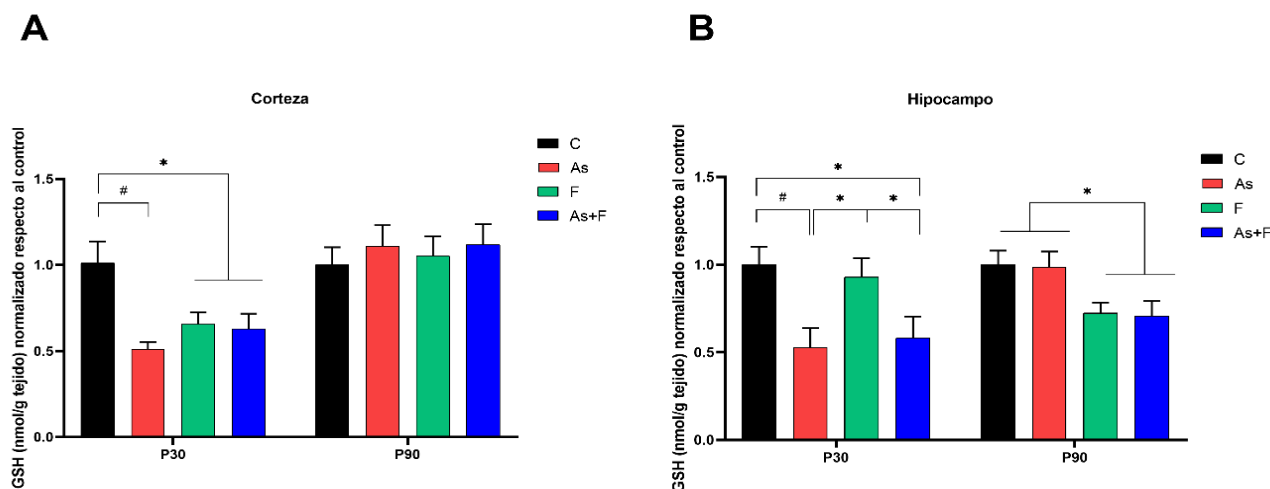 A
Corteza
GSH (nmol/g tejido) normalizado respecto al control
1.5
1.0
0.5
0.0
#
*
P30
P90
C
As
F
As+F
B
Hipocampo
GSH (nmol/g tejido) normalizado respecto al control
1.5
1.0
0.5
0.0
*
#
*
*
*
P30
P90
C
As
F
As+F